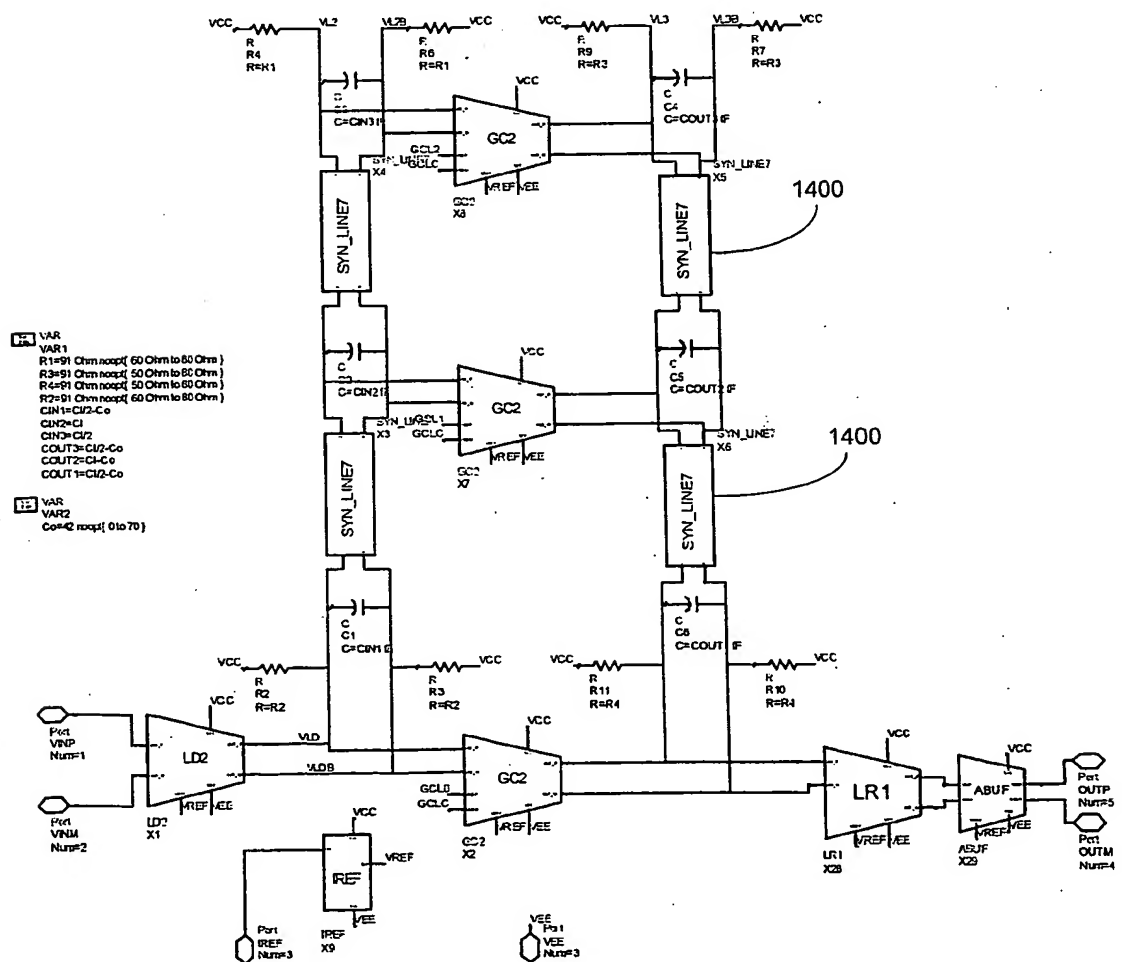 VCC
VL2
VL2B
VCC
VCC
VL3
VL3B
VCC
R
R4
R=R1
R6
R=R1
R
R9
R=R3
R
R7
R=R3
VCC
C
C=CIN3
C
C4
C=COUT3 fF
GC2
GCL2
GCLC
X4
SYN_LINE7
X5
VREF
VEE
X8
1400
SYN_LINE7
SYN_LINE7
VAR
VAR1
R1=91 Ohm noopt{ 60 Ohm to 80 Ohm }
R3=91 Ohm noopt{ 50 Ohm to 80 Ohm }
R4=91 Ohm noopt{ 50 Ohm to 60 Ohm }
R2=91 Ohm noopt{ 60 Ohm to 80 Ohm }
CIN1=Cl/2-Co
CIN2=Cl
CIN3=Cl/2
COUT3=Cl/2-Co
COUT2=Cl-Co
COUT1=Cl/2-Co
VAR
VAR2
Co=42 noopt{ 0 to 70 }
VCC
C
C=CIN2
C
C5
C=COUT2 fF
GC2
GCL1
GCLC
X3
SYN_LINE7
X6
VREF
VEE
GC2
X7
1400
SYN_LINE7
SYN_LINE7
C
C1
C=CIN1
C
C6
C=COUT
VCC
VCC
VCC
VCC
R
R2
R=R2
R
R3
R=R2
R
R11
R=R4
R
R10
R=R4
Port
VINP
Num=1
VCC
LD2
VLD
VLDB
VREF
VEE
X1
Port
VINM
Num=2
VCC
GC2
GCL0
GCLC
VREF
VEE
GC2
X2
VCC
LR1
VREF
VEE
LR1
X28
VCC
ABUF
VREF
VEE
ABUF
X29
Port
OUTP
Num=5
Port
OUTM
Num=4
VCC
IREF
VREF
VEE
IREF
X9
Port
IREF
Num=3
VEE
Port
VEE
Num=3